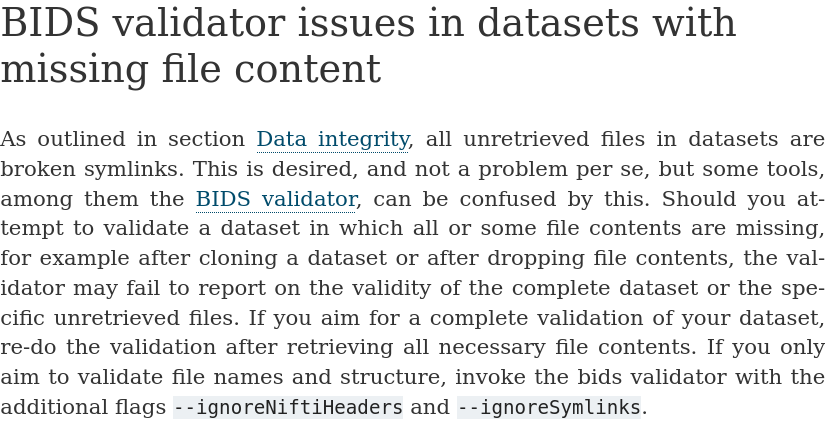 BIDS validator issues in datasets with
missing file content
As outlined in section Data integrity, all unretrieved files in datasets are
broken symlinks. This is desired, and not a problem per se, but some tools,
among them the BIDS validator, can be confused by this. Should you at-
tempt to validate a dataset in which all or some file contents are missing,
for example after cloning a dataset or after dropping file contents, the val-
idator may fail to report on the validity of the complete dataset or the spe-
cific unretrieved files. If you aim for a complete validation of your dataset,
re-do the validation after retrieving all necessary file contents. If you only
aim to validate file names and structure, invoke the bids validator with the
additional flags --ignoreNiftiHeaders and --ignoreSymlinks.